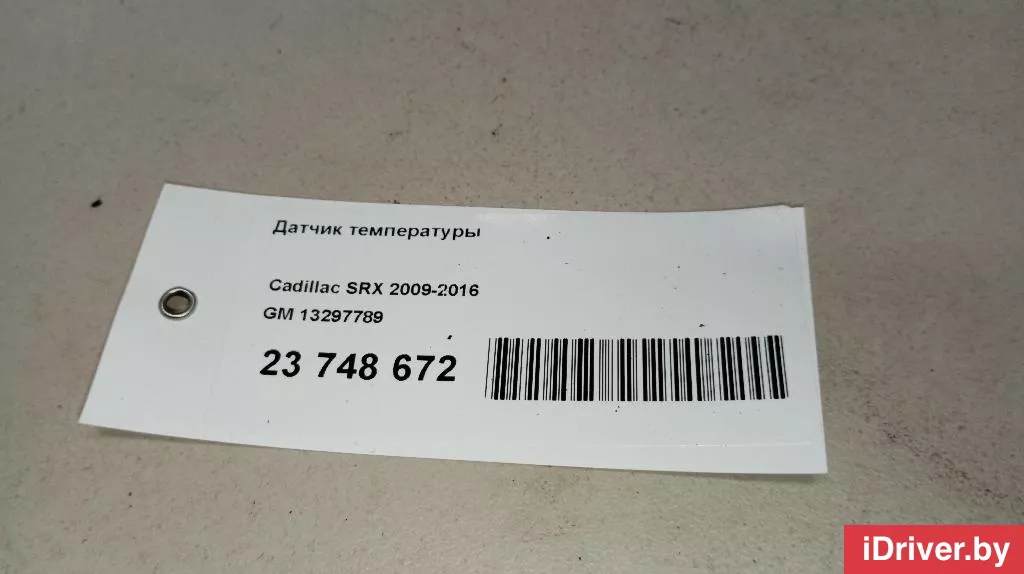 Датчик температуры
Cadillac SRX 2009-2016
GM 13297789
23 748 672
iDriver.by